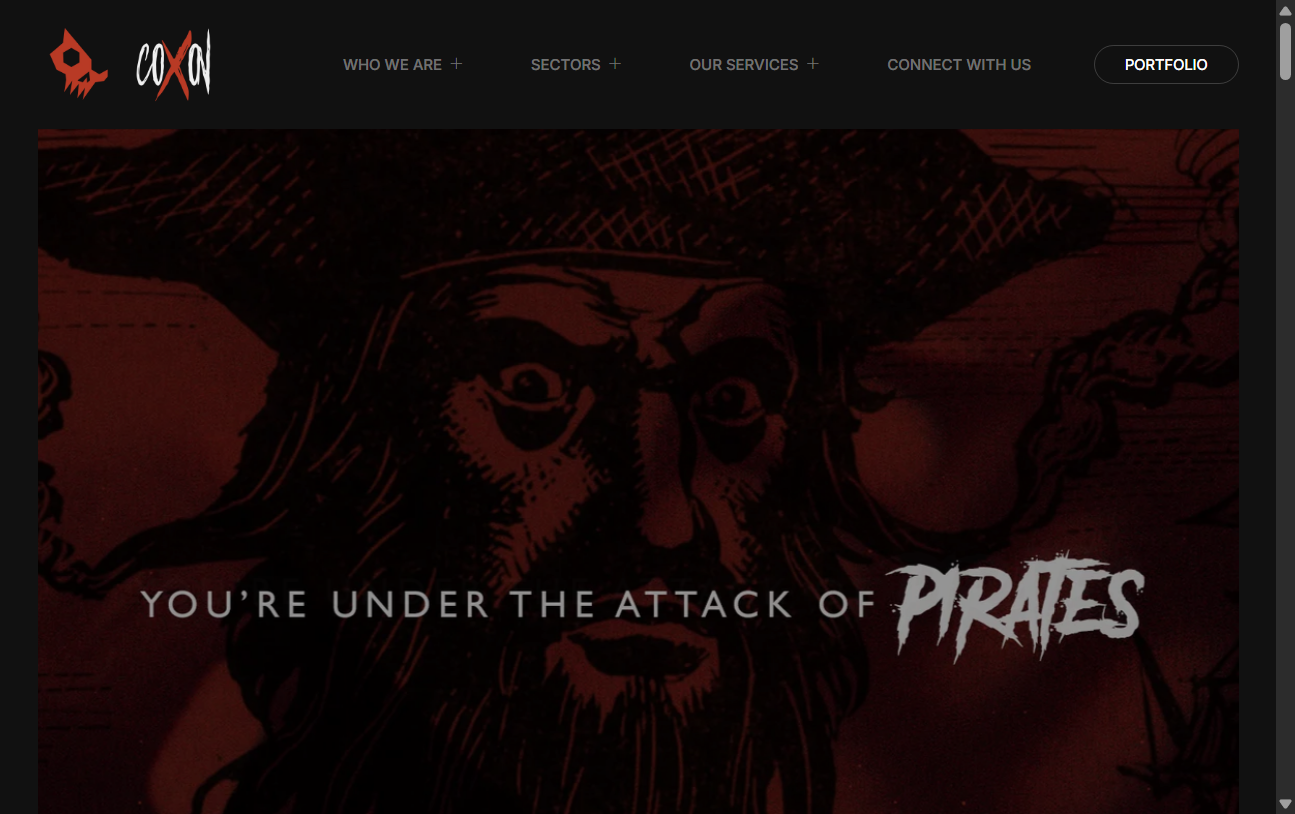 COXON
WHO WE ARE +
SECTORS +
OUR SERVICES +
CONNECT WITH US
PORTFOLIO
YOU'RE UNDER THE ATTACK OF PIRATES